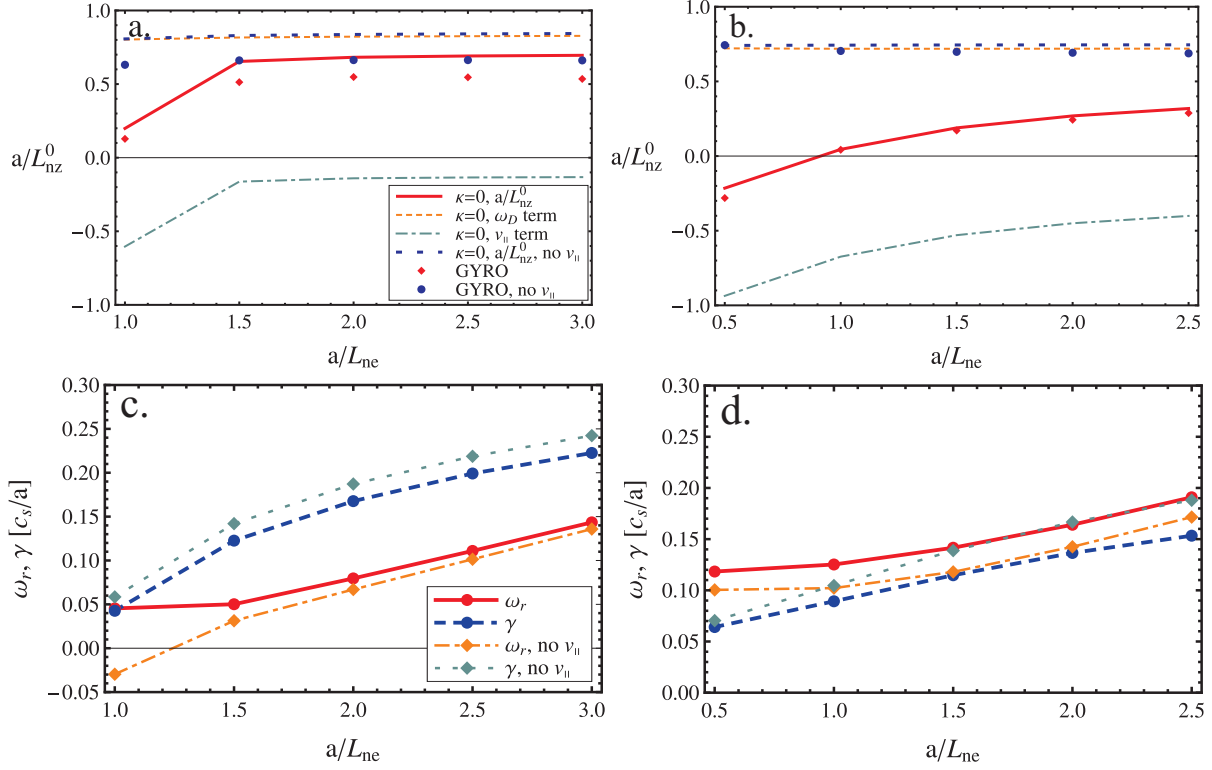 a.
1.0
0.5
0.0
−0.5
−1.0
a/L⁰nz
1.0 1.5 2.0 2.5 3.0
a/Lne
κ=0, a/L⁰nz
κ=0, ωD term
κ=0, v∥ term
κ=0, a/L⁰nz, no v∥
GYRO
GYRO, no v∥
b.
1.0
0.5
0.0
−0.5
−1.0
a/L⁰nz
0.5 1.0 1.5 2.0 2.5
a/Lne
c.
0.30
0.25
0.20
0.15
0.10
0.05
0.00
−0.05
ωr, γ [cs/a]
1.0 1.5 2.0 2.5 3.0
a/Lne
ωr
γ
ωr, no v∥
γ, no v∥
d.
0.30
0.25
0.20
0.15
0.10
0.05
0.00
ωr, γ [cs/a]
0.5 1.0 1.5 2.0 2.5
a/Lne